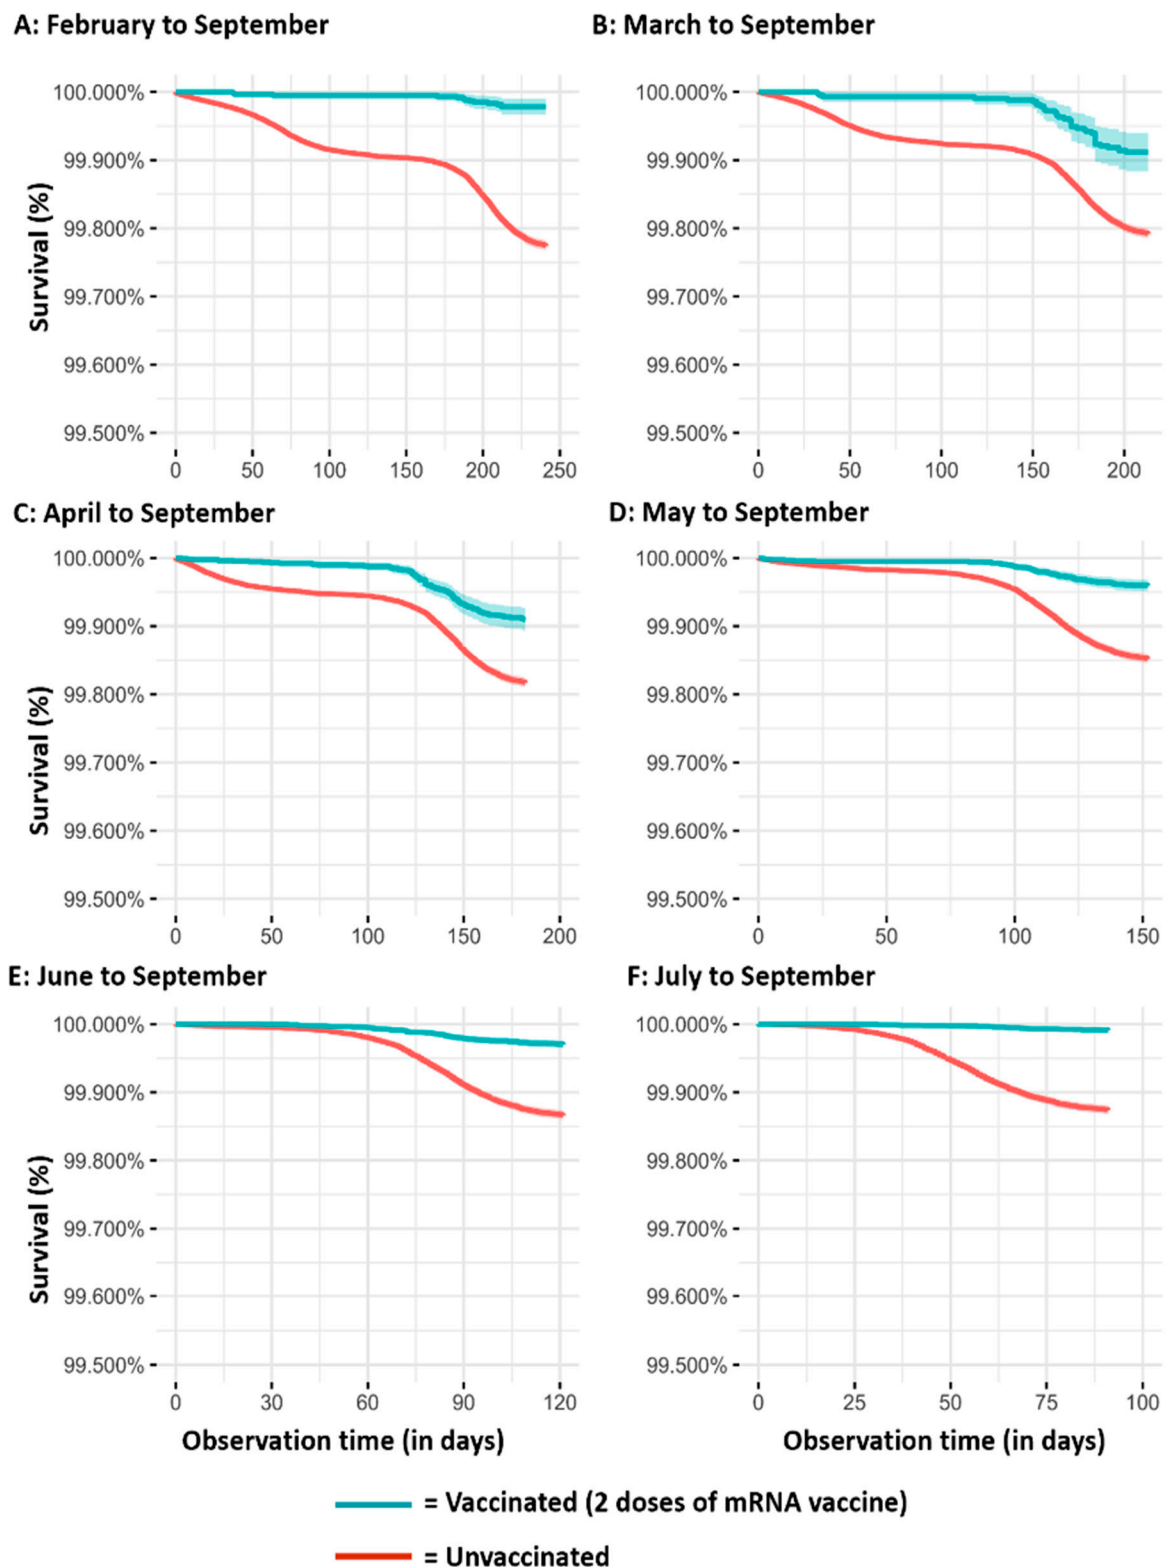 A: February to September
B: March to September
Survival (%)
100.000%
99.900%
99.800%
99.700%
99.600%
99.500%
0 50 100 150 200 250
100.000%
99.900%
99.800%
99.700%
99.600%
99.500%
0 50 100 150 200
C: April to September
D: May to September
Survival (%)
100.000%
99.900%
99.800%
99.700%
99.600%
99.500%
0 50 100 150 200
100.000%
99.900%
99.800%
99.700%
99.600%
99.500%
0 50 100 150
E: June to September
F: July to September
Survival (%)
100.000%
99.900%
99.800%
99.700%
99.600%
99.500%
0 30 60 90 120
Observation time (in days)
100.000%
99.900%
99.800%
99.700%
99.600%
99.500%
0 25 50 75 100
Observation time (in days)
= Vaccinated (2 doses of mRNA vaccine)
= Unvaccinated